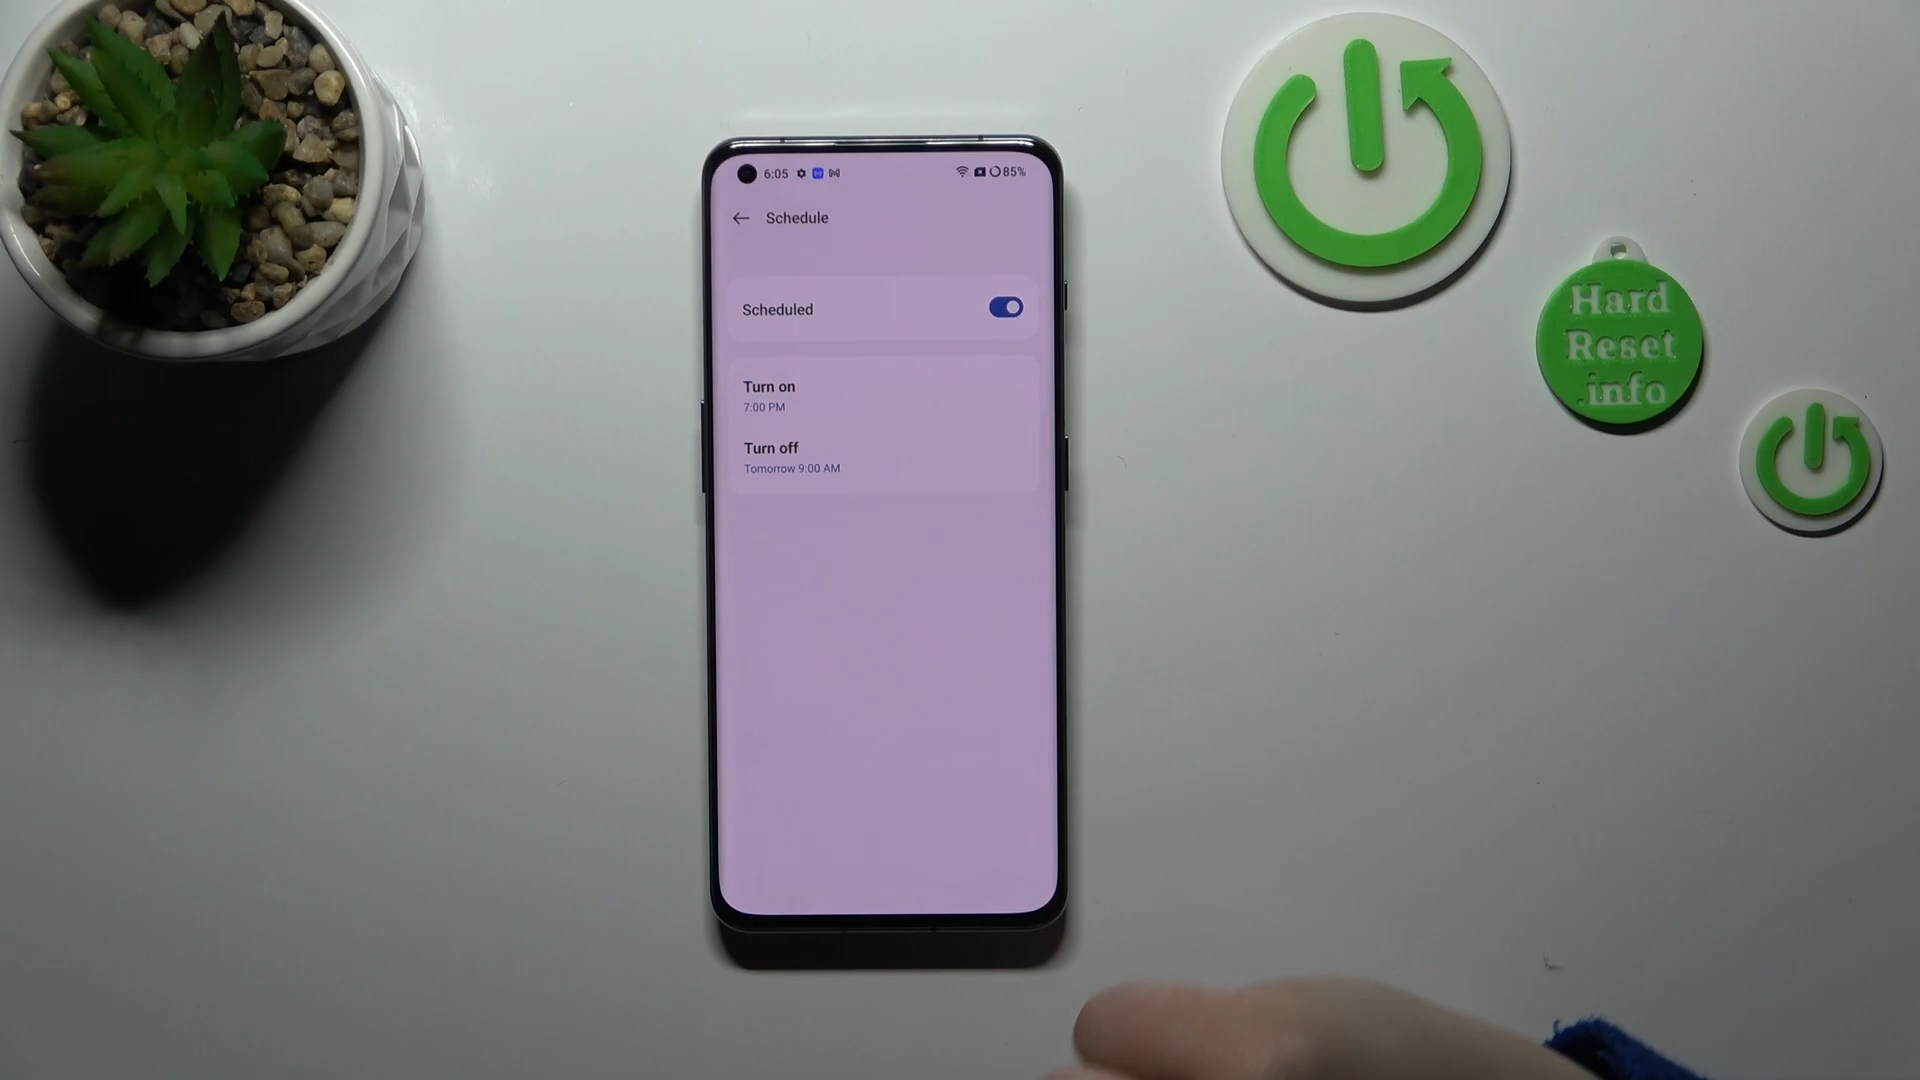 6:05
85%
Schedule
Scheduled
Turn on
7:00 PM
Turn off
Tomorrow 9:00 AM
Hard
Reset
.info